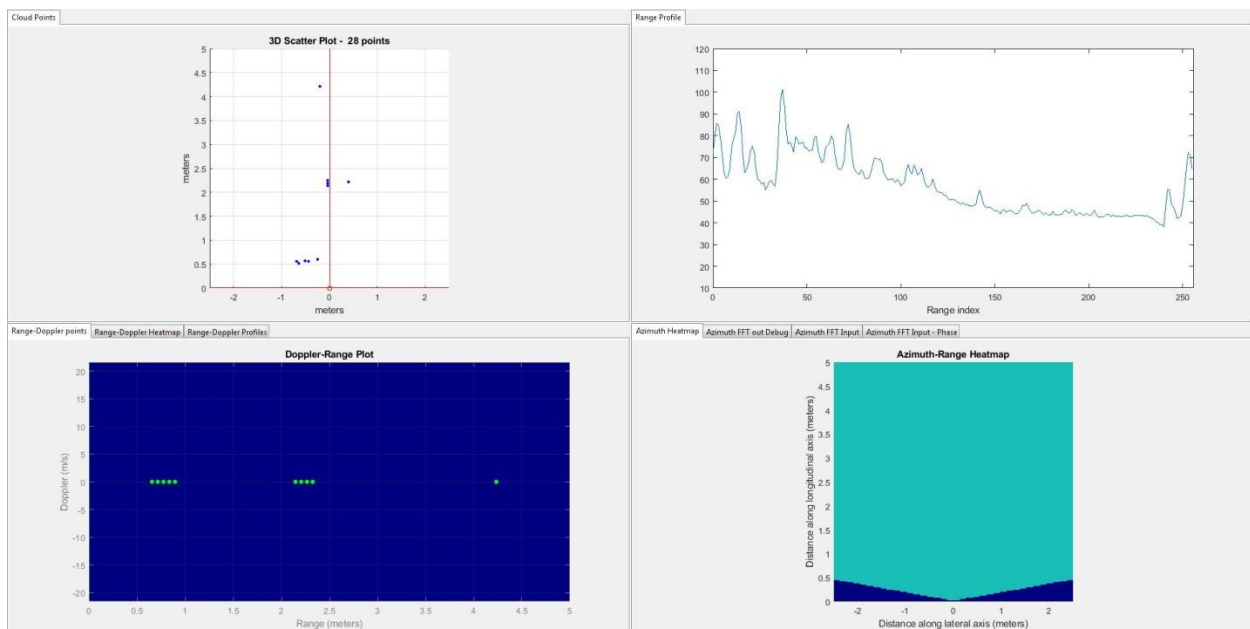 Cloud Points
3D Scatter Plot - 28 points
5
4.5
4
3.5
3
2.5
2
1.5
1
0.5
0
meters
-2 -1 0 1 2
meters
Range Profile
120
110
100
90
80
70
60
50
40
30
20
10
0 50 100 150 200 250
Range index
Range-Doppler points Range-Doppler Heatmap Range-Doppler Profiles
Doppler-Range Plot
20
15
10
5
0
-5
-10
-15
-20
Doppler (m/s)
0 0.5 1 1.5 2 2.5 3 3.5 4 4.5 5
Range (meters)
Azimuth Heatmap Azimuth FFT out Debug Azimuth FFT Input Azimuth FFT Input - Phase
Azimuth-Range Heatmap
5
4.5
4
3.5
3
2.5
2
1.5
1
0.5
0
Distance along longitudinal axis (meters)
-2 -1 0 1 2
Distance along lateral axis (meters)